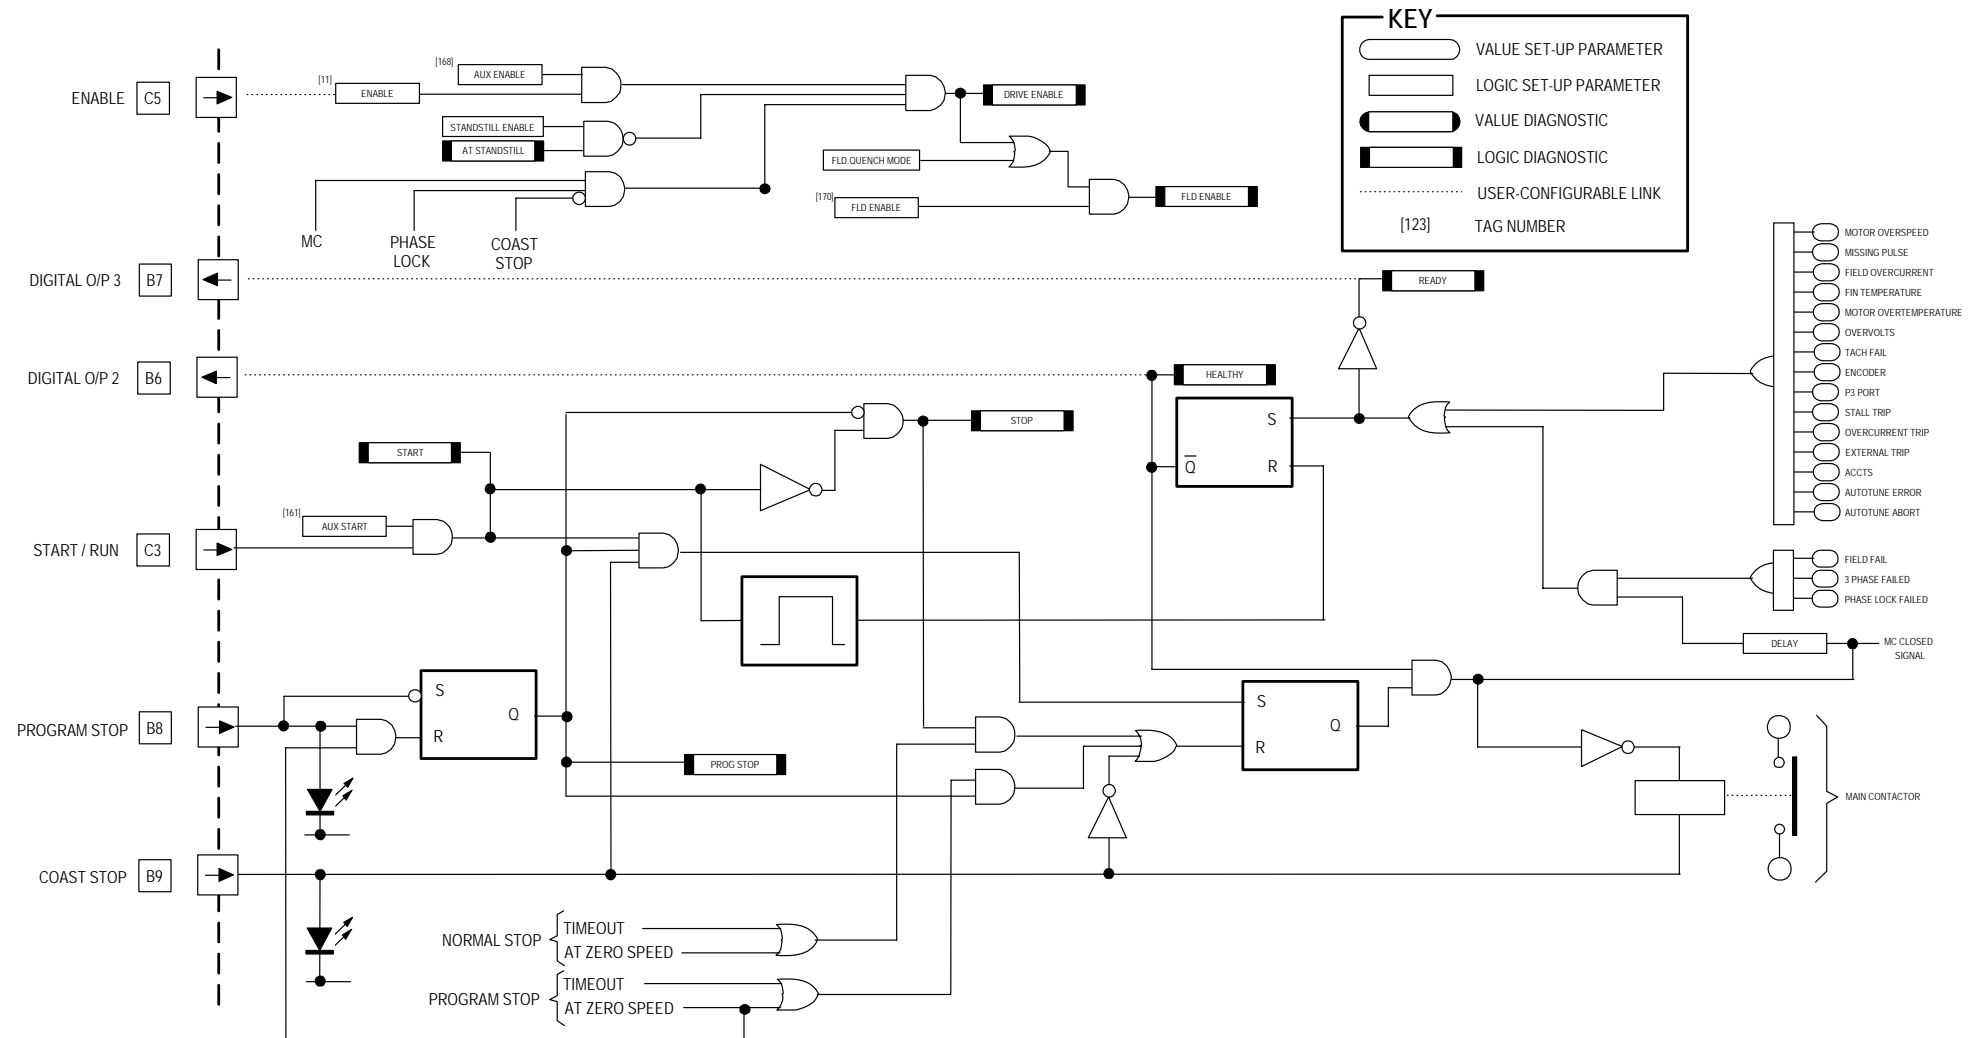 KEY
VALUE SET-UP PARAMETER
LOGIC SET-UP PARAMETER
VALUE DIAGNOSTIC
LOGIC DIAGNOSTIC
USER-CONFIGURABLE LINK
[123] TAG NUMBER
ENABLE C5
[11]
ENABLE
[168]
AUX ENABLE
STANDSTILL ENABLE
AT STANDSTILL
DRIVE ENABLE
FLD.QUENCH MODE
[170]
FLD ENABLE
FLD ENABLE
MC
PHASE
LOCK
COAST
STOP
DIGITAL O/P 3 B7
READY
DIGITAL O/P 2 B6
HEALTHY
STOP
START
S
R
Q
[161]
AUX START
START / RUN C3
MOTOR OVERSPEED
MISSING PULSE
FIELD OVERCURRENT
FIN TEMPERATURE
MOTOR OVERTEMPERATURE
OVERVOLTS
TACH FAIL
ENCODER
P3 PORT
STALL TRIP
OVERCURRENT TRIP
EXTERNAL TRIP
ACCTS
AUTOTUNE ERROR
AUTOTUNE ABORT
FIELD FAIL
3 PHASE FAILED
PHASE LOCK FAILED
DELAY
MC CLOSED
SIGNAL
PROGRAM STOP B8
S
R
Q
PROG STOP
S
R
Q
MAIN CONTACTOR
COAST STOP B9
NORMAL STOP
TIMEOUT
AT ZERO SPEED
PROGRAM STOP
TIMEOUT
AT ZERO SPEED